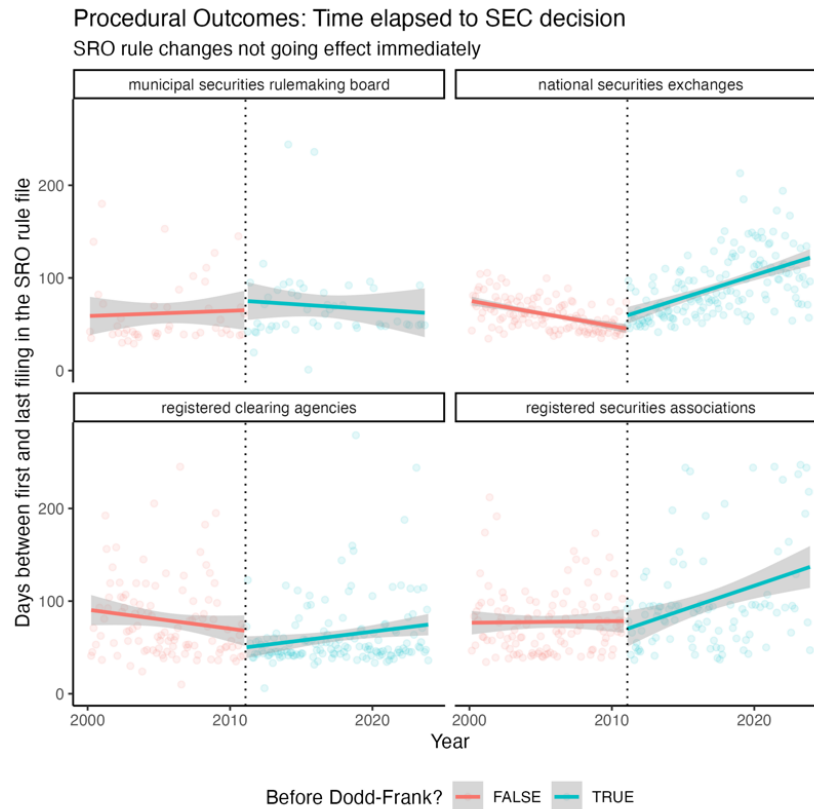 Procedural Outcomes: Time elapsed to SEC decision
SRO rule changes not going effect immediately
municipal securities rulemaking board
national securities exchanges
200
100
0
registered clearing agencies
registered securities associations
200
100
0
Days between first and last filing in the SRO rule file
2000
2010
2020
2000
2010
2020
Year
Before Dodd-Frank? FALSE TRUE